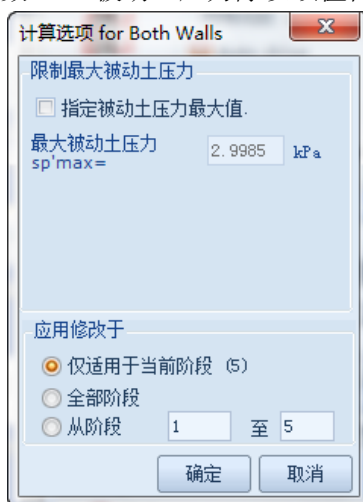 计算选项 for Both Walls
限制最大被动土压力
指定被动土压力最大值.
最大被动土压力
sp'max=
2.9985 kPa
应用修改于
仅适用于当前阶段 (5)
全部阶段
从阶段 1 至 5
确定 取消